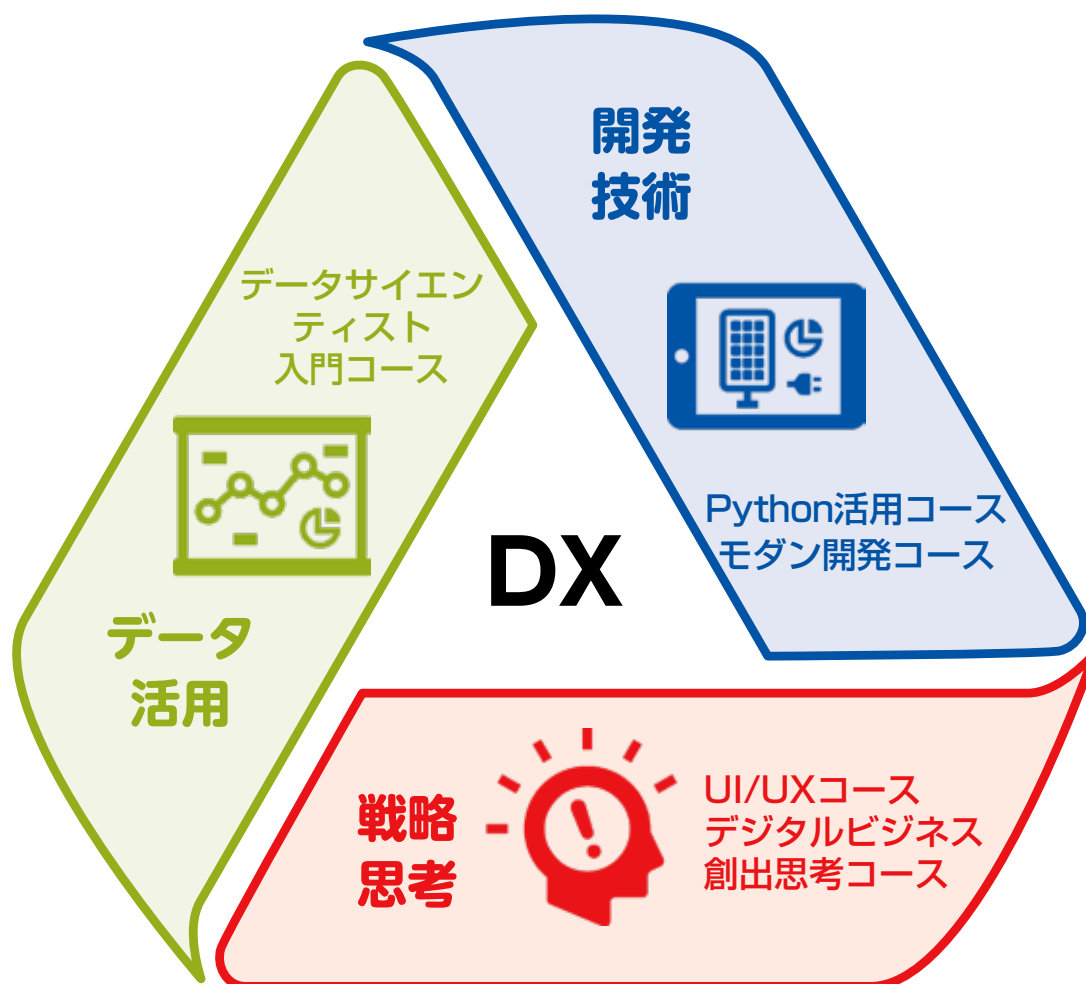 開発
技術
Python活用コース
モダン開発コース
データサイエン
ティスト
入門コース
データ
活用
DX
戦略
思考
UI/UXコース
デジタルビジネス
創出思考コース